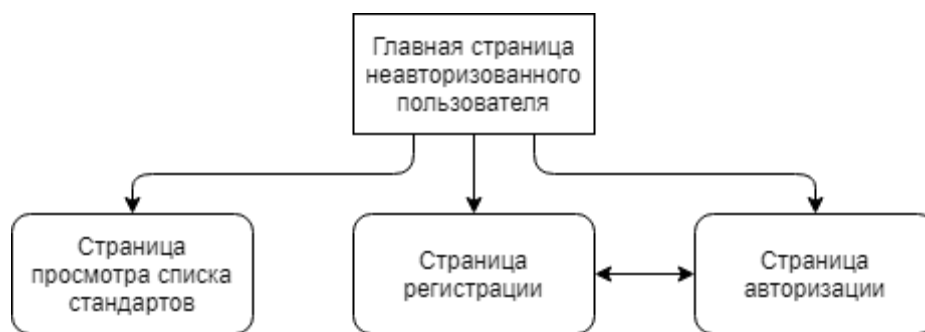 Главная страница
неавторизованного
пользователя
Страница
просмотра списка
стандартов
Страница
регистрации
Страница
авторизации